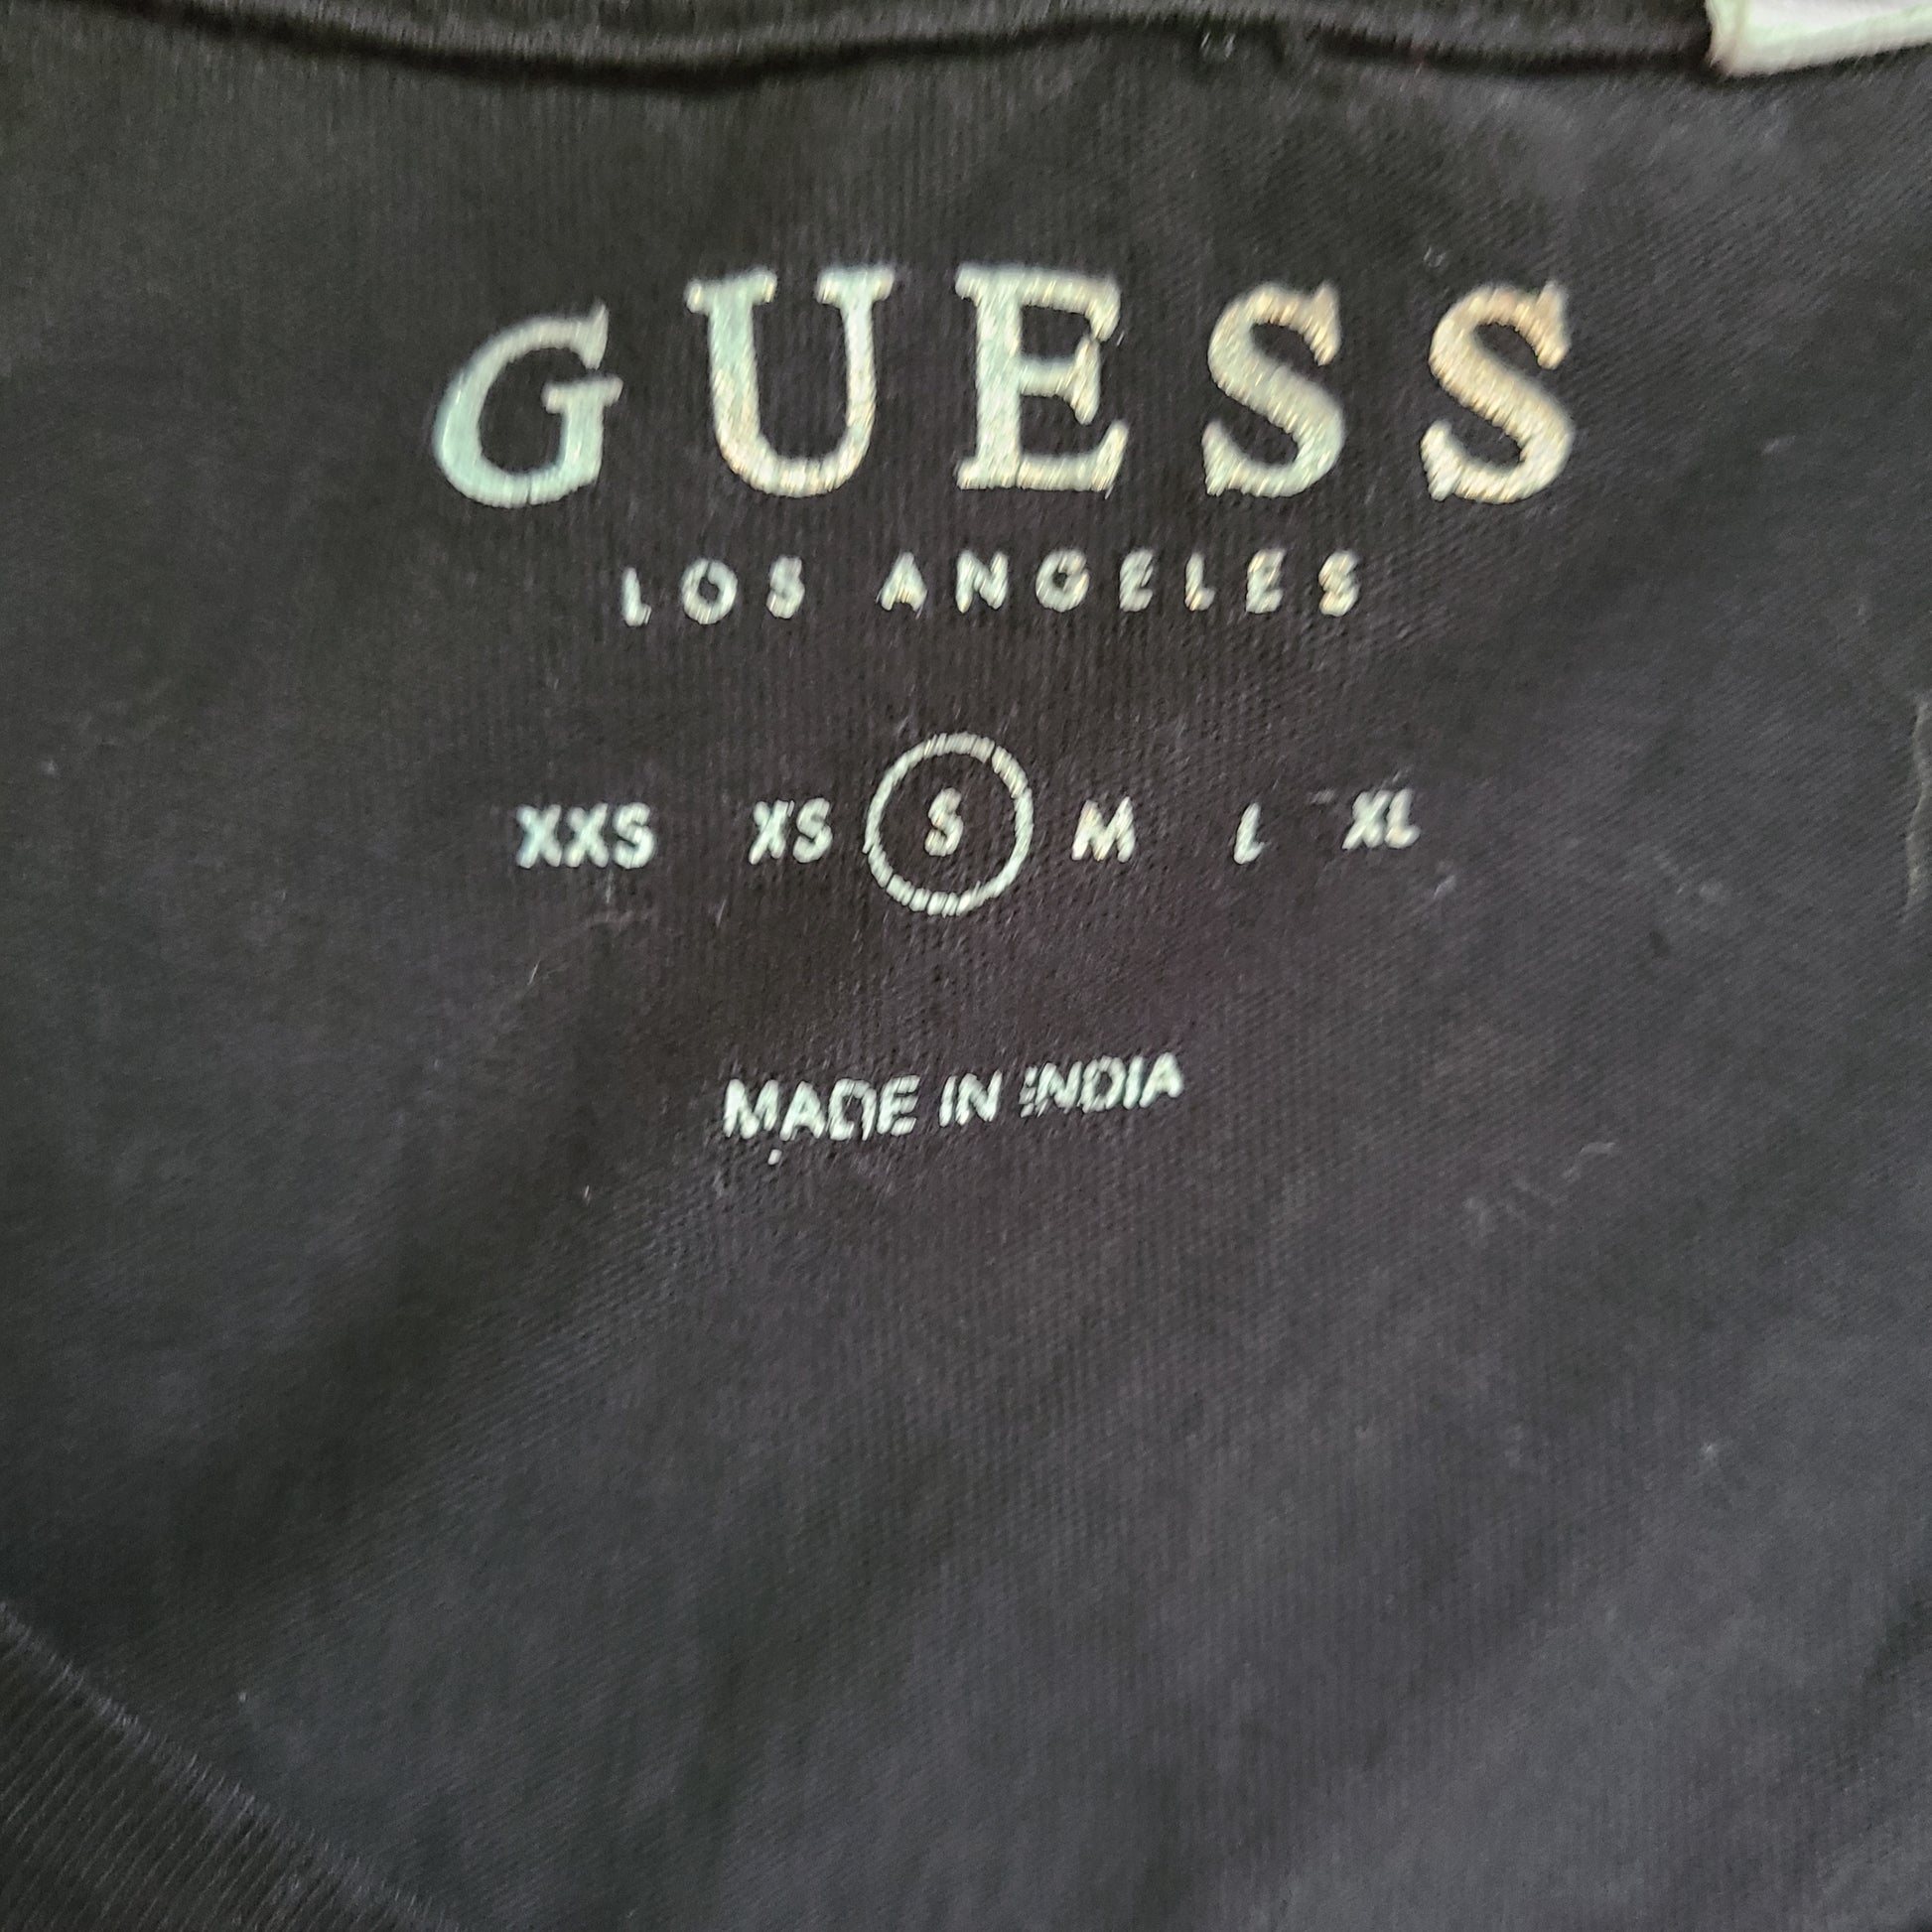 GUESS
LOS ANGELES
XXS XS S M L XL
MADE IN INDIA